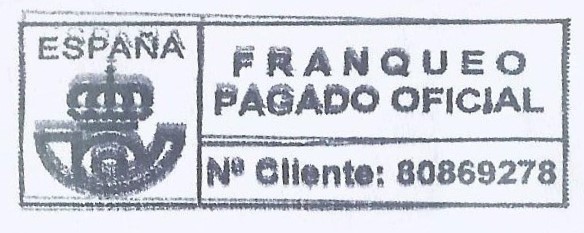 ESPAÑA
FRANQUEO
PAGADO OFICIAL
Nº Cliente: 80869278